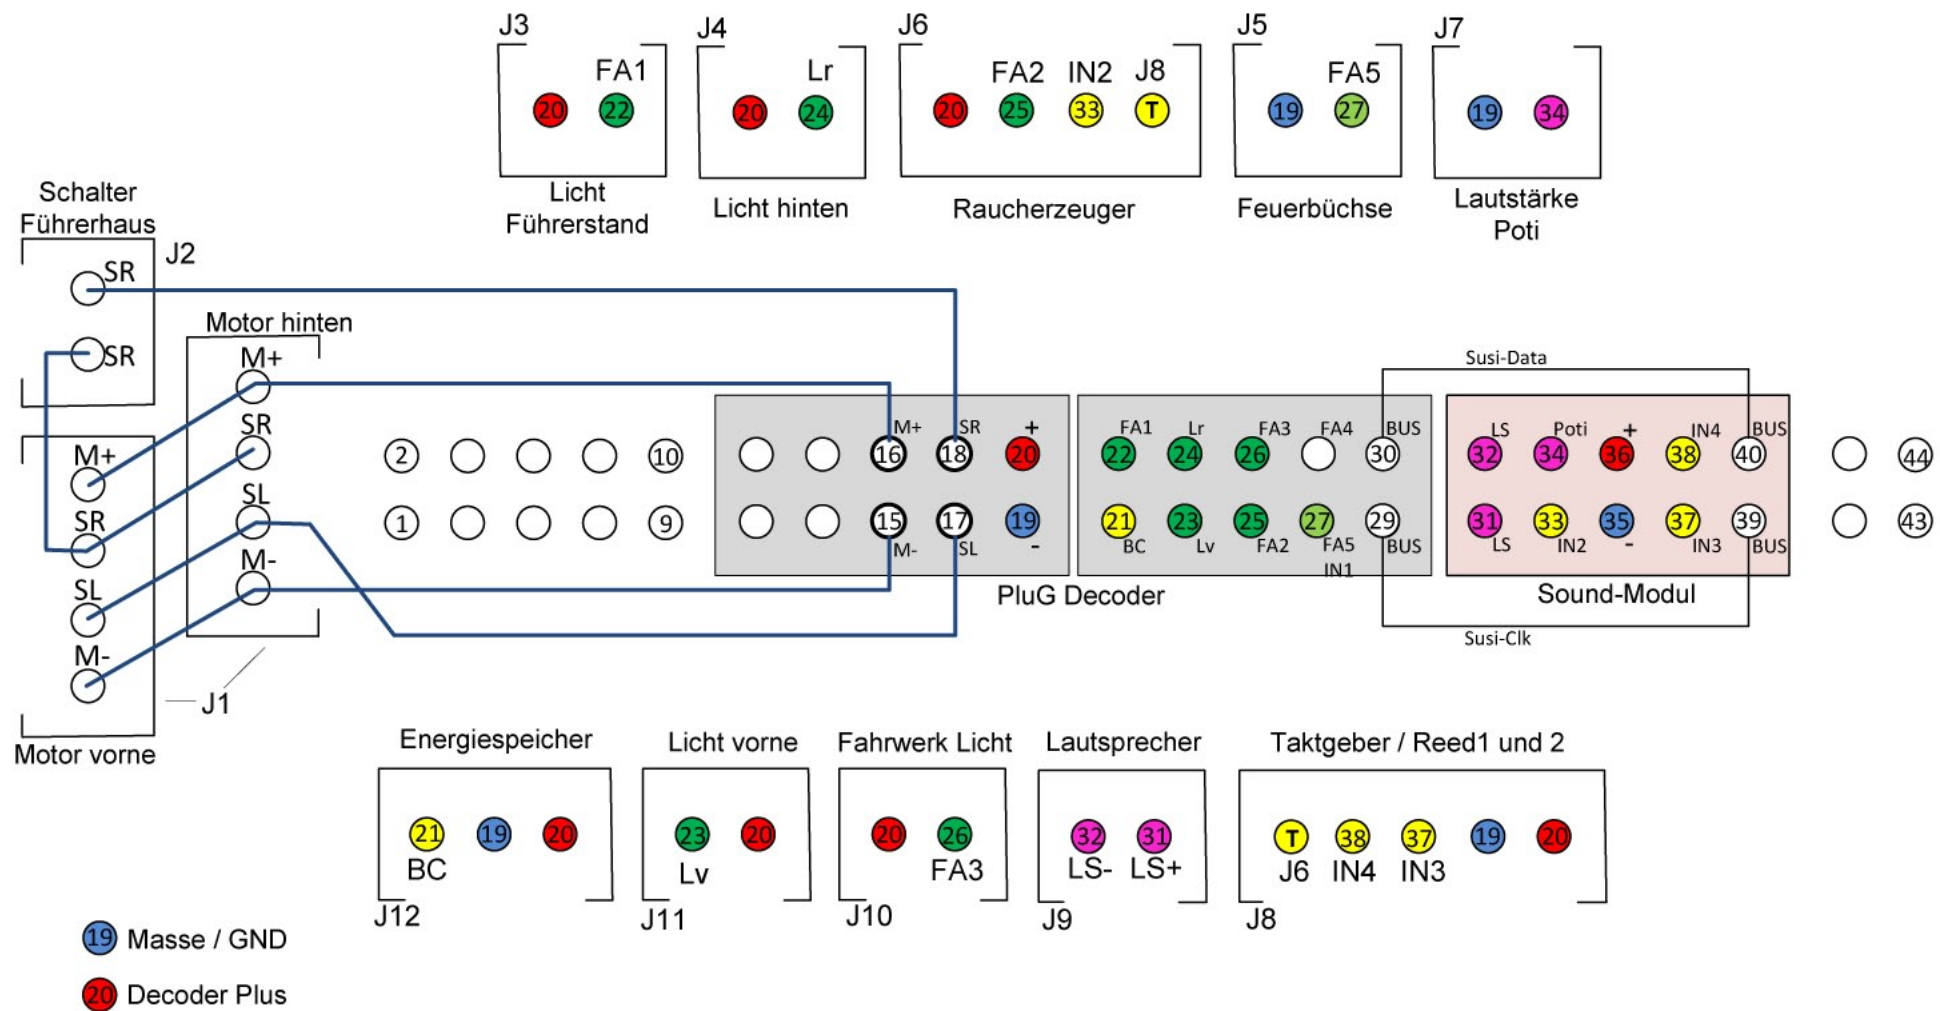 J3
J4
J6
J5
J7
FA1
20 22
Licht
Führerstand
Lr
20 24
Licht hinten
FA2 IN2 J8
20 25 33 T
Raucherzeuger
FA5
19 27
Feuerbüchse
19 34
Lautstärke
Poti
Schalter
Führerhaus
J2
SR
SR
Motor hinten
M+
SR
SL
M-
M+
SR
SL
M-
J1
Motor vorne
2 10
1 9
M+ SR +
16 18 20
15 17 19
M- SL -
FA1 Lr FA3 FA4 BUS
22 24 26 30
21 23 25 27 29
BC Lv FA2 FA5 BUS
IN1
PluG Decoder
Susi-Data
LS Poti + IN4 BUS
32 34 36 38 40
31 33 35 37 39
LS IN2 - IN3 BUS
Sound-Modul
Susi-Clk
44
43
Energiespeicher
21 19 20
BC
J12
Licht vorne
23 20
Lv
J11
Fahrwerk Licht
20 26
FA3
J10
Lautsprecher
32 31
LS- LS+
J9
Taktgeber / Reed1 und 2
T 38 37 19 20
J6 IN4 IN3
J8
19 Masse / GND
20 Decoder Plus